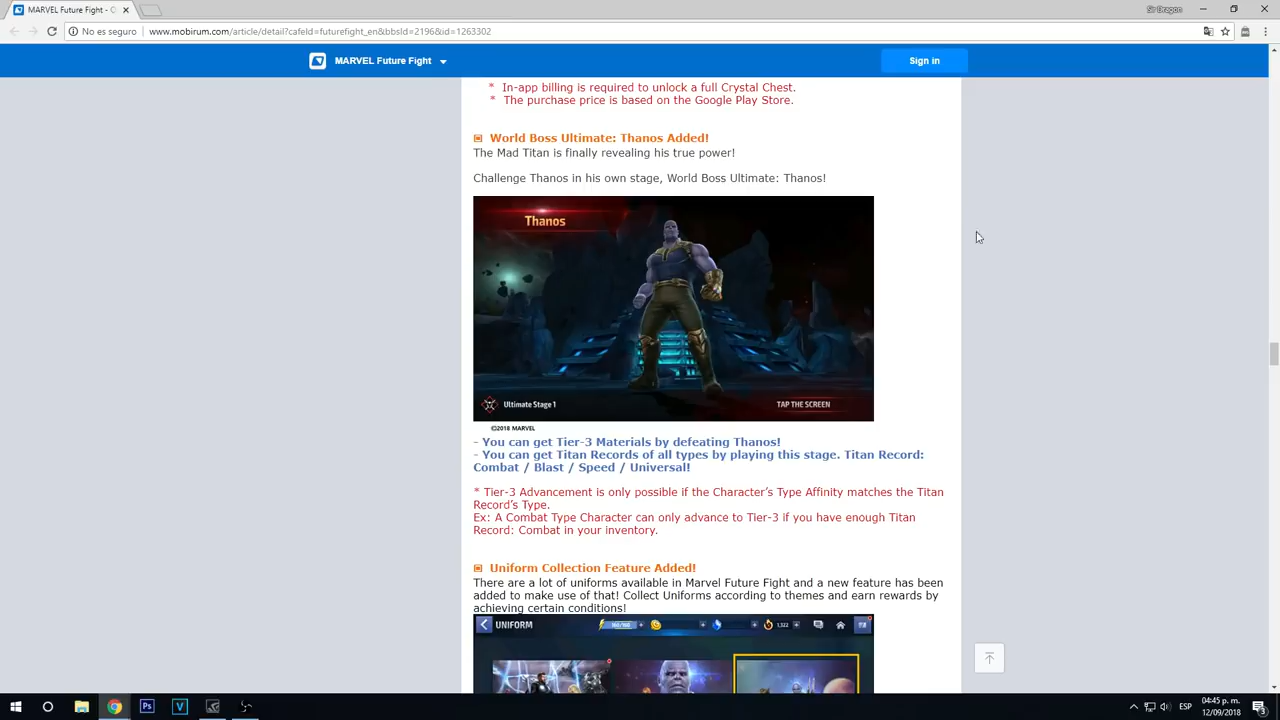 MARVEL Future Fight - O
Sir Dragon
No es seguro
www.mobirum.com/article/detail?cafeId=futurefight_en&bbsId=2196&id=1263302
MARVEL Future Fight
Sign in
* In-app billing is required to unlock a full Crystal Chest.
* The purchase price is based on the Google Play Store.
World Boss Ultimate: Thanos Added!
The Mad Titan is finally revealing his true power!
Challenge Thanos in his own stage, World Boss Ultimate: Thanos!
Thanos
Ultimate Stage 1
TAP THE SCREEN
©2018 MARVEL
- You can get Tier-3 Materials by defeating Thanos!
- You can get Titan Records of all types by playing this stage. Titan Record:
Combat / Blast / Speed / Universal!
* Tier-3 Advancement is only possible if the Character’s Type Affinity matches the Titan
Record’s Type.
Ex: A Combat Type Character can only advance to Tier-3 if you have enough Titan
Record: Combat in your inventory.
Uniform Collection Feature Added!
There are a lot of uniforms available in Marvel Future Fight and a new feature has been
added to make use of that! Collect Uniforms according to themes and earn rewards by
achieving certain conditions!
UNIFORM
160/160
1,322
Ps
V
ESP
04:45 p. m.
12/09/2018
3